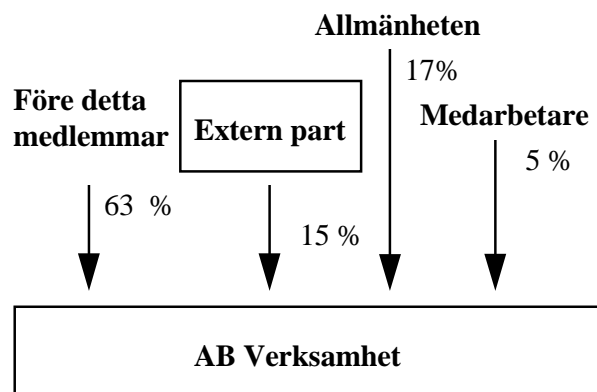 Allmänheten
17%
Före detta
medlemmar
Extern part
Medarbetare
5 %
63 %
15 %
AB Verksamhet